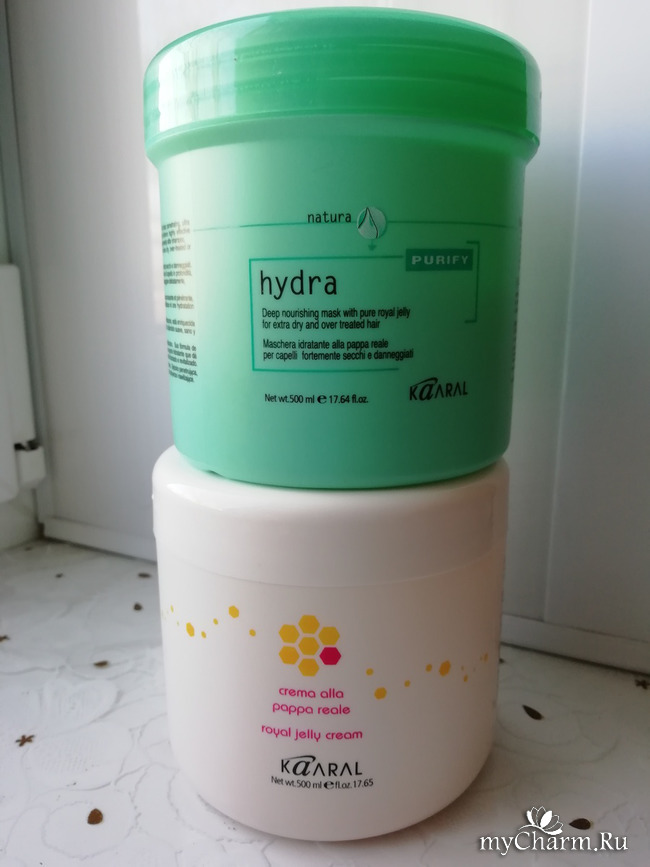 natura
PURIFY
hydra
Deep nourishing mask with pure royal jelly
for extra dry and over treated hair
Maschera idratante alla pappa reale
per capelli fortemente secchi e danneggiati
Net wt.500 ml e 17.64 fl.oz.
KaARAL
crema alla
pappa reale
royal jelly cream
KaARAL
Net wt.500 ml e fl.oz.17.65
myCharm.Ru